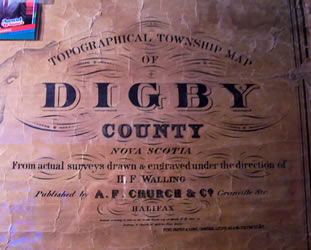 TOPOGRAPHICAL TOWNSHIP MAP
OF
DIGBY
COUNTY
NOVA SCOTIA
From actual surveys drawn & engraved under the direction of
H. F. WALLING
Published by A. F. CHURCH & Co. Granville Str.
HALIFAX